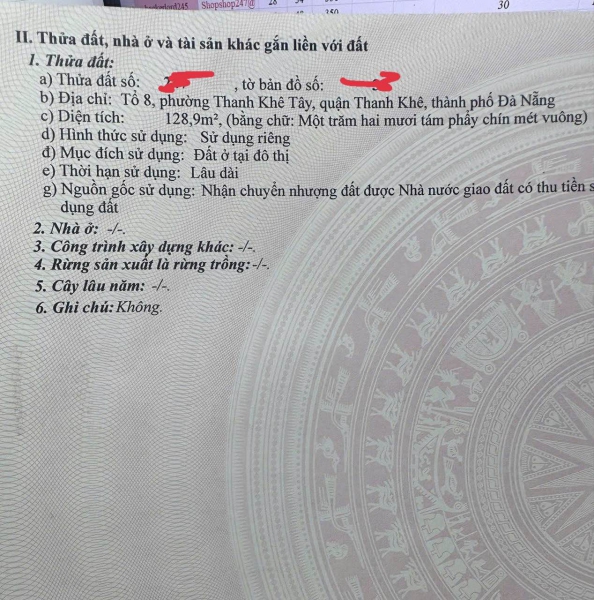 Shopshop247@
30
II. Thửa đất, nhà ở và tài sản khác gắn liền với đất
1. Thửa đất:
a) Thửa đất số: , tờ bản đồ số:
b) Địa chỉ: Tổ 8, phường Thanh Khê Tây, quận Thanh Khê, thành phố Đà Nẵng
c) Diện tích: 128,9m², (bằng chữ: Một trăm hai mươi tám phẩy chín mét vuông)
d) Hình thức sử dụng: Sử dụng riêng
đ) Mục đích sử dụng: Đất ở tại đô thị
e) Thời hạn sử dụng: Lâu dài
g) Nguồn gốc sử dụng: Nhận chuyển nhượng đất được Nhà nước giao đất có thu tiền s
dụng đất
2. Nhà ở: -/-.
3. Công trình xây dựng khác: -/-.
4. Rừng sản xuất là rừng trồng: -/-.
5. Cây lâu năm: -/-.
6. Ghi chú: Không.